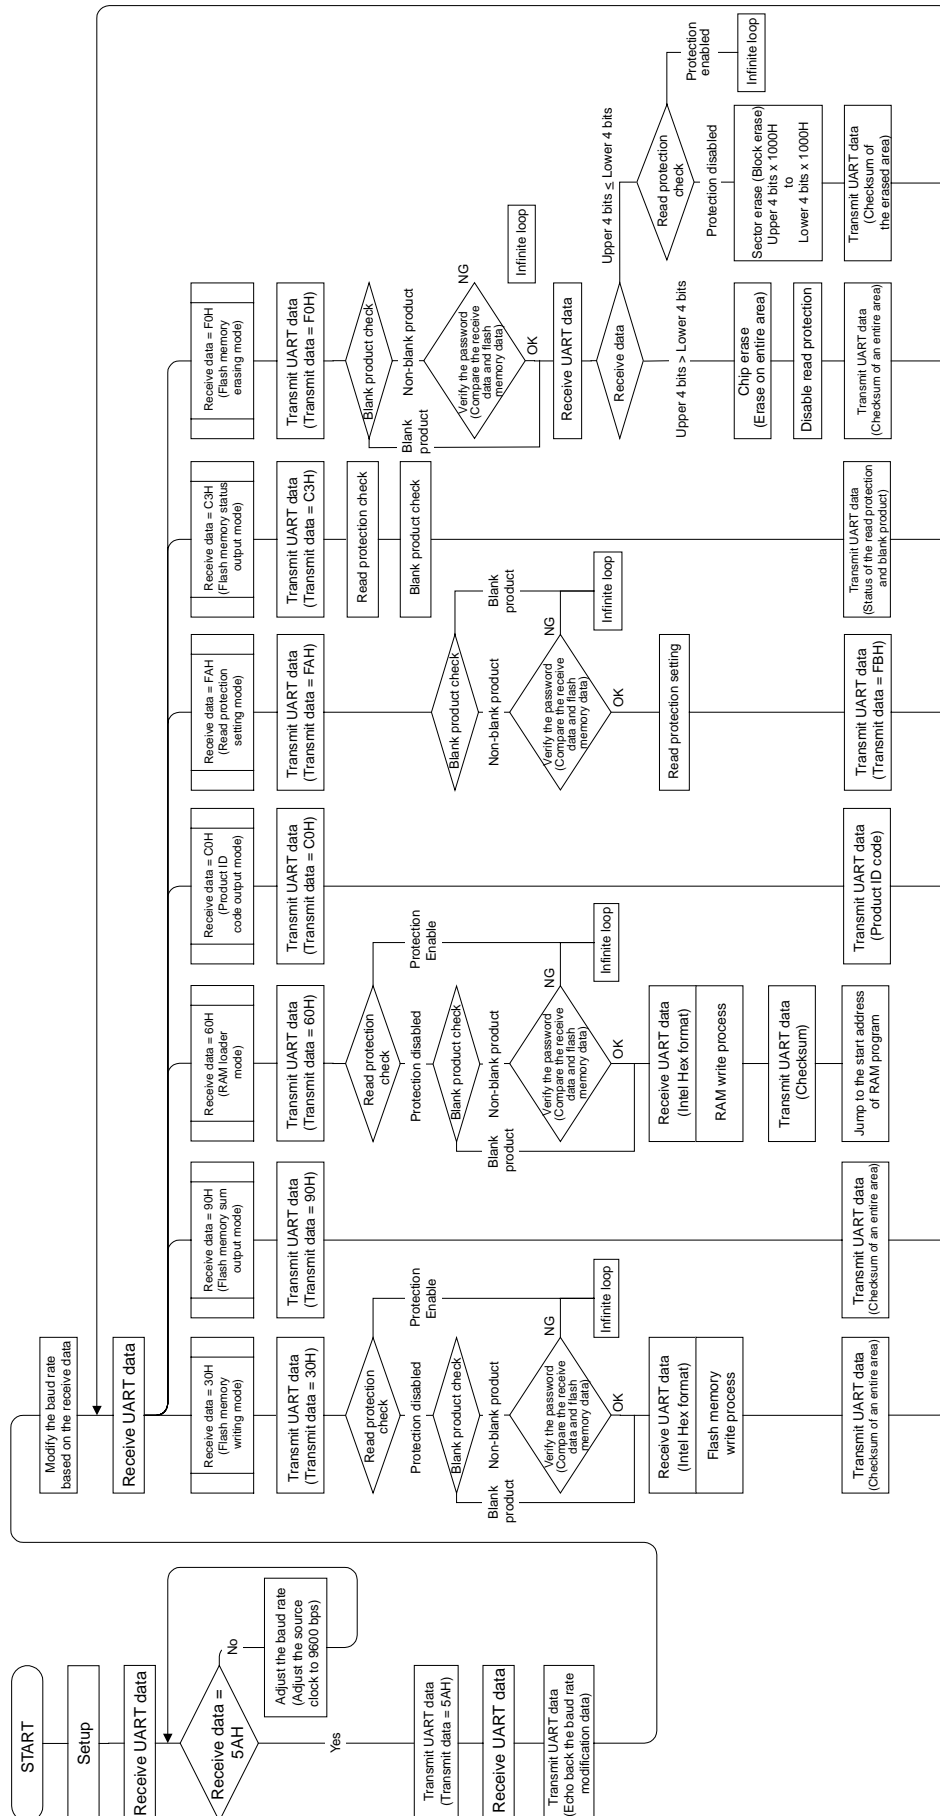 START
Setup
Receive UART data
Receive data =
5AH
No
Adjust the baud rate
(Adjust the source
clock to 9600 bps)
Yes
Transmit UART data
(Transmit data = 5AH)
Receive UART data
Transmit UART data
(Echo back the baud rate
modification data)
Modify the baud rate
based on the receive data
Receive UART data
Receive data = 30H
(Flash memory
writing mode)
Transmit UART data
(Transmit data = 30H)
Read protection
check
Protection
Enable
Protection disabled
Blank product check
Blank
product
Non-blank product
Verify the password
(Compare the receive
data and flash
memory data)
NG
Infinite loop
OK
Receive UART data
(Intel Hex format)
Flash memory
write process
Transmit UART data
(Checksum of an entire area)
Receive data = 90H
(Flash memory sum
output mode)
Transmit UART data
(Transmit data = 90H)
Transmit UART data
(Checksum of an entire area)
Receive data = 60H
(RAM loader
mode)
Transmit UART data
(Transmit data = 60H)
Read protection
check
Protection
Enable
Protection disabled
Blank product check
Blank
product
Non-blank product
Verify the password
(Compare the receive
data and flash
memory data)
NG
Infinite loop
OK
Receive UART data
(Intel Hex format)
RAM write process
Transmit UART data
(Checksum)
Jump to the start address
of RAM program
Receive data = C0H
(Product ID
code output mode)
Transmit UART data
(Transmit data = C0H)
Transmit UART data
(Product ID code)
Receive data = FAH
(Read protection
setting mode)
Transmit UART data
(Transmit data = FAH)
Blank product check
Blank
product
Non-blank product
Verify the password
(Compare the receive
data and flash
memory data)
NG
Infinite loop
OK
Read protection setting
Transmit UART data
(Transmit data = FBH)
Receive data = C3H
(Flash memory status
output mode)
Transmit UART data
(Transmit data = C3H)
Read protection check
Blank product check
Transmit UART data
(Status of the read protection
and blank product)
Receive data = F0H
(Flash memory
erasing mode)
Transmit UART data
(Transmit data = F0H)
Blank product check
Blank
product
Non-blank product
Verify the password
(Compare the receive
data and flash
memory data)
NG
Infinite loop
OK
Receive UART data
Receive data
Upper 4 bits > Lower 4 bits
Chip erase
(Erase on entire area)
Disable read protection
Transmit UART data
(Checksum of an entire area)
Upper 4 bits ≤ Lower 4 bits
Read protection
check
Protection
enabled
Infinite loop
Protection disabled
Sector erase (Block erase)
Upper 4 bits x 1000H
to
Lower 4 bits x 1000H
Transmit UART data
(Checksum of
the erased area)